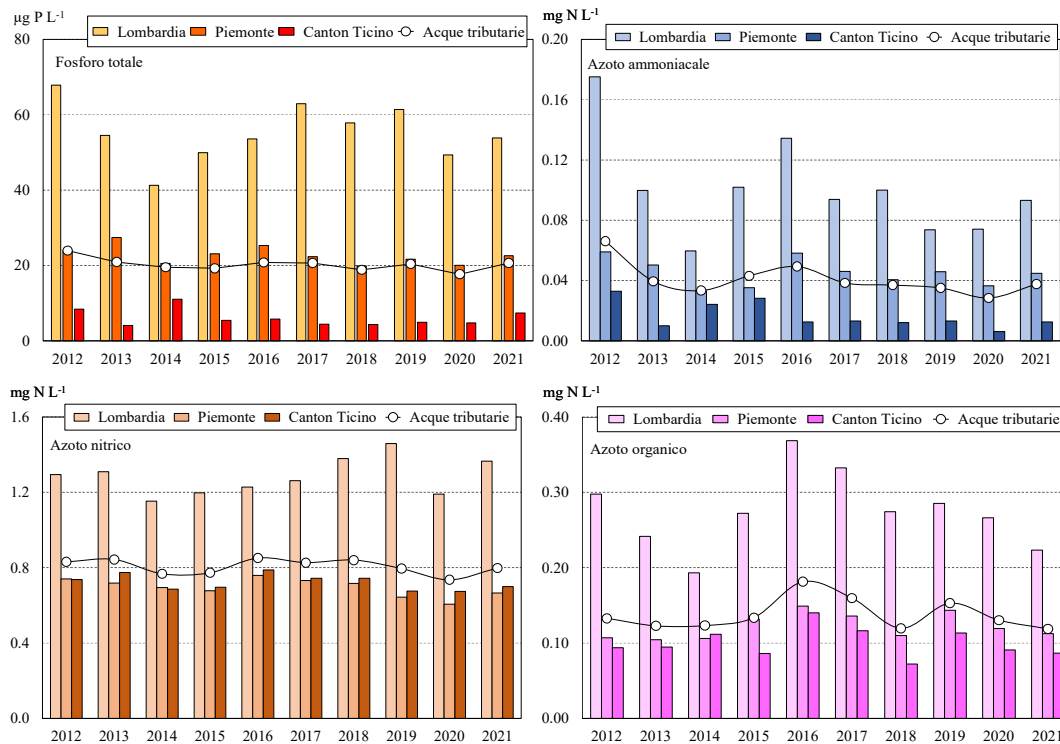 µg P L⁻¹
Lombardia Piemonte Canton Ticino Acque tributarie
Fosforo totale
80
60
40
20
0
2012 2013 2014 2015 2016 2017 2018 2019 2020 2021
mg N L⁻¹
Lombardia Piemonte Canton Ticino Acque tributarie
Azoto ammoniacale
0.20
0.16
0.12
0.08
0.04
0.00
2012 2013 2014 2015 2016 2017 2018 2019 2020 2021
mg N L⁻¹
Lombardia Piemonte Canton Ticino Acque tributarie
Azoto nitrico
1.6
1.2
0.8
0.4
0.0
2012 2013 2014 2015 2016 2017 2018 2019 2020 2021
mg N L⁻¹
Lombardia Piemonte Canton Ticino Acque tributarie
Azoto organico
0.40
0.30
0.20
0.10
0.00
2012 2013 2014 2015 2016 2017 2018 2019 2020 2021